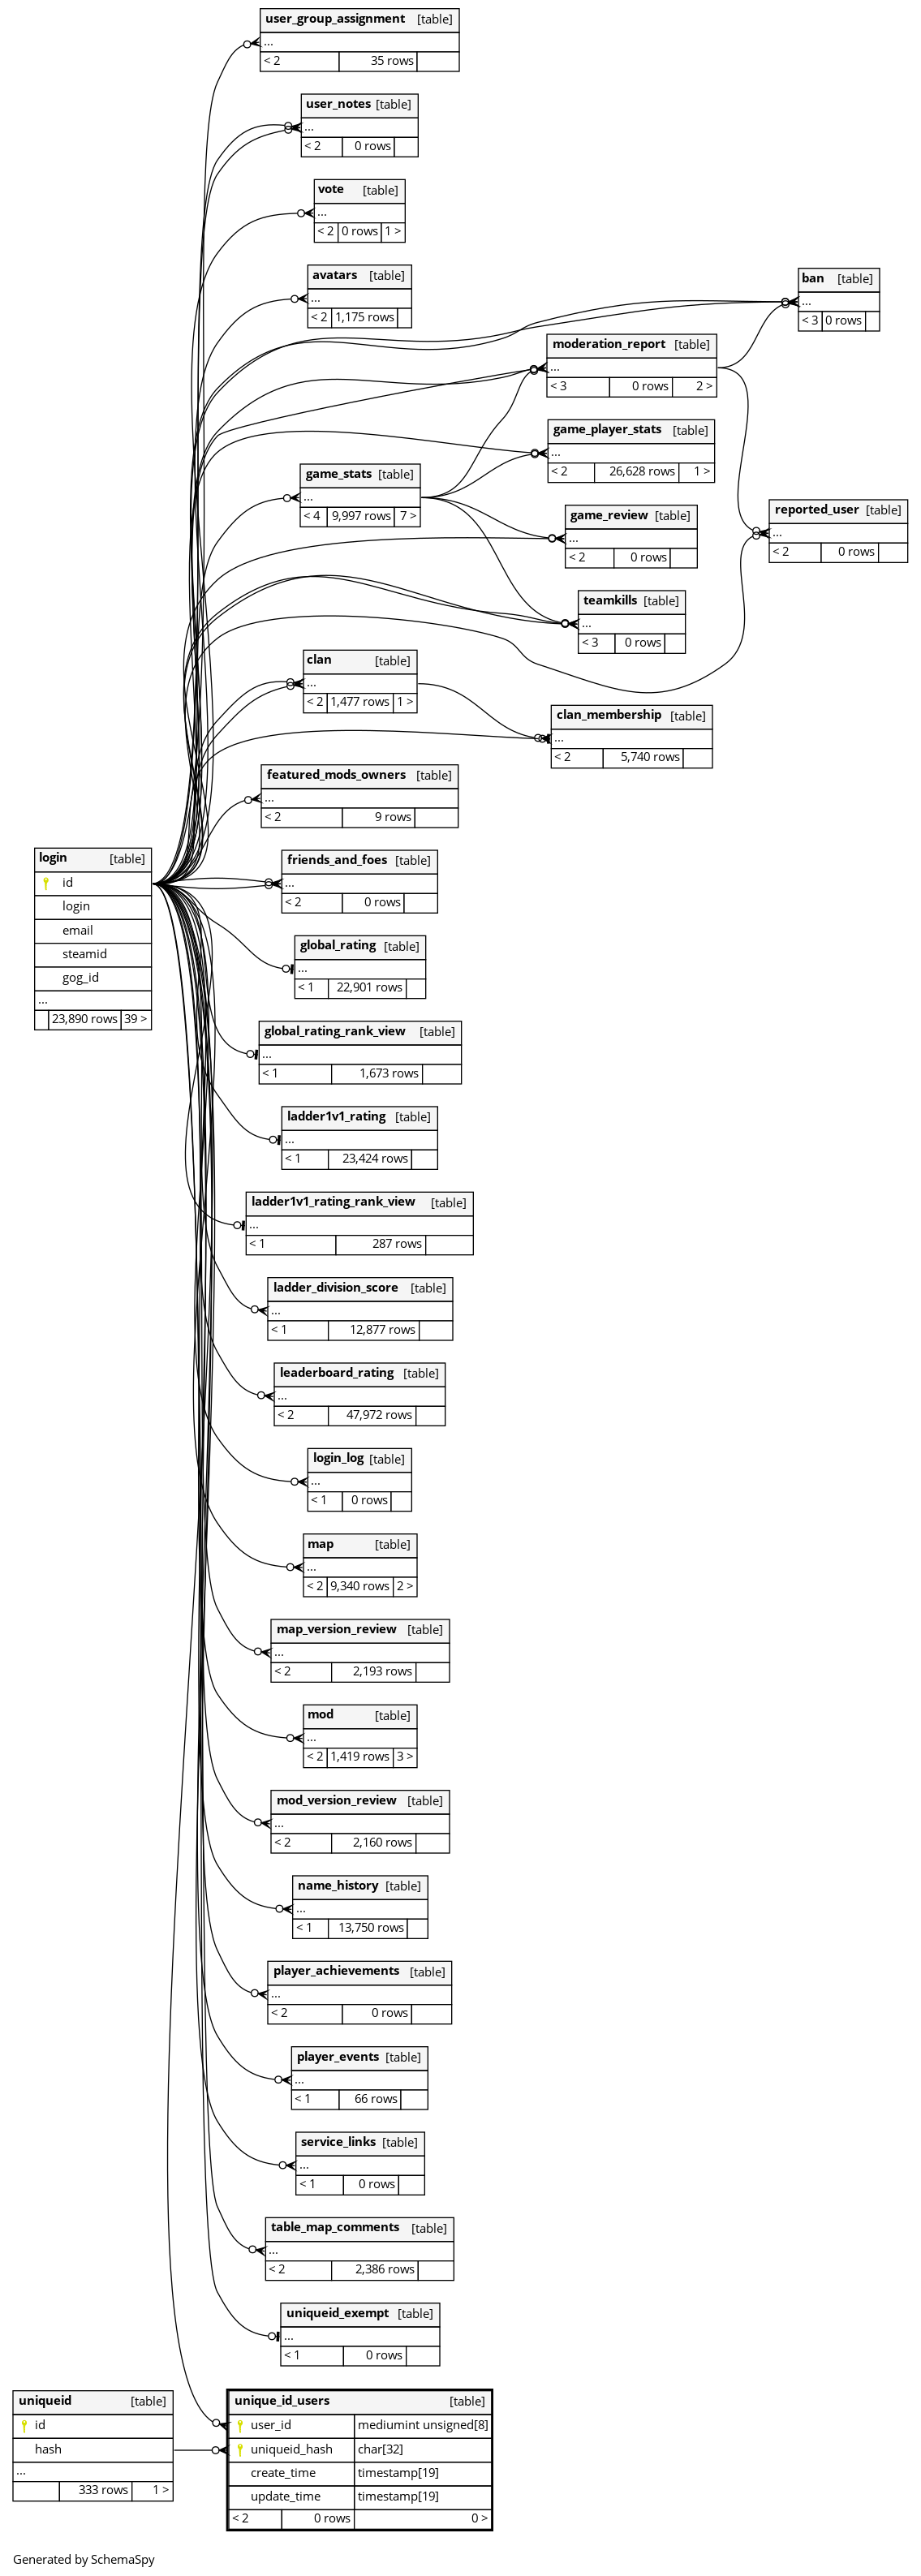 user_group_assignment [table]
...
< 2 35 rows
user_notes [table]
...
< 2 0 rows
vote [table]
...
< 2 0 rows 1 >
avatars [table]
...
< 2 1,175 rows
ban [table]
...
< 3 0 rows
moderation_report [table]
...
< 3 0 rows 2 >
game_player_stats [table]
...
< 2 26,628 rows 1 >
game_stats [table]
...
< 4 9,997 rows 7 >
game_review [table]
...
< 2 0 rows
reported_user [table]
...
< 2 0 rows
teamkills [table]
...
< 3 0 rows
clan [table]
...
< 2 1,477 rows 1 >
clan_membership [table]
...
< 2 5,740 rows
featured_mods_owners [table]
...
< 2 9 rows
login [table]
id
login
email
steamid
gog_id
...
23,890 rows 39 >
friends_and_foes [table]
...
< 2 0 rows
global_rating [table]
...
< 1 22,901 rows
global_rating_rank_view [table]
...
< 1 1,673 rows
ladder1v1_rating [table]
...
< 1 23,424 rows
ladder1v1_rating_rank_view [table]
...
< 1 287 rows
ladder_division_score [table]
...
< 1 12,877 rows
leaderboard_rating [table]
...
< 2 47,972 rows
login_log [table]
...
< 1 0 rows
map [table]
...
< 2 9,340 rows 2 >
map_version_review [table]
...
< 2 2,193 rows
mod [table]
...
< 2 1,419 rows 3 >
mod_version_review [table]
...
< 2 2,160 rows
name_history [table]
...
< 1 13,750 rows
player_achievements [table]
...
< 2 0 rows
player_events [table]
...
< 1 66 rows
service_links [table]
...
< 1 0 rows
table_map_comments [table]
...
< 2 2,386 rows
uniqueid_exempt [table]
...
< 1 0 rows
uniqueid [table]
id
hash
...
333 rows 1 >
unique_id_users [table]
user_id mediumint unsigned[8]
uniqueid_hash char[32]
create_time timestamp[19]
update_time timestamp[19]
< 2 0 rows 0 >
Generated by SchemaSpy